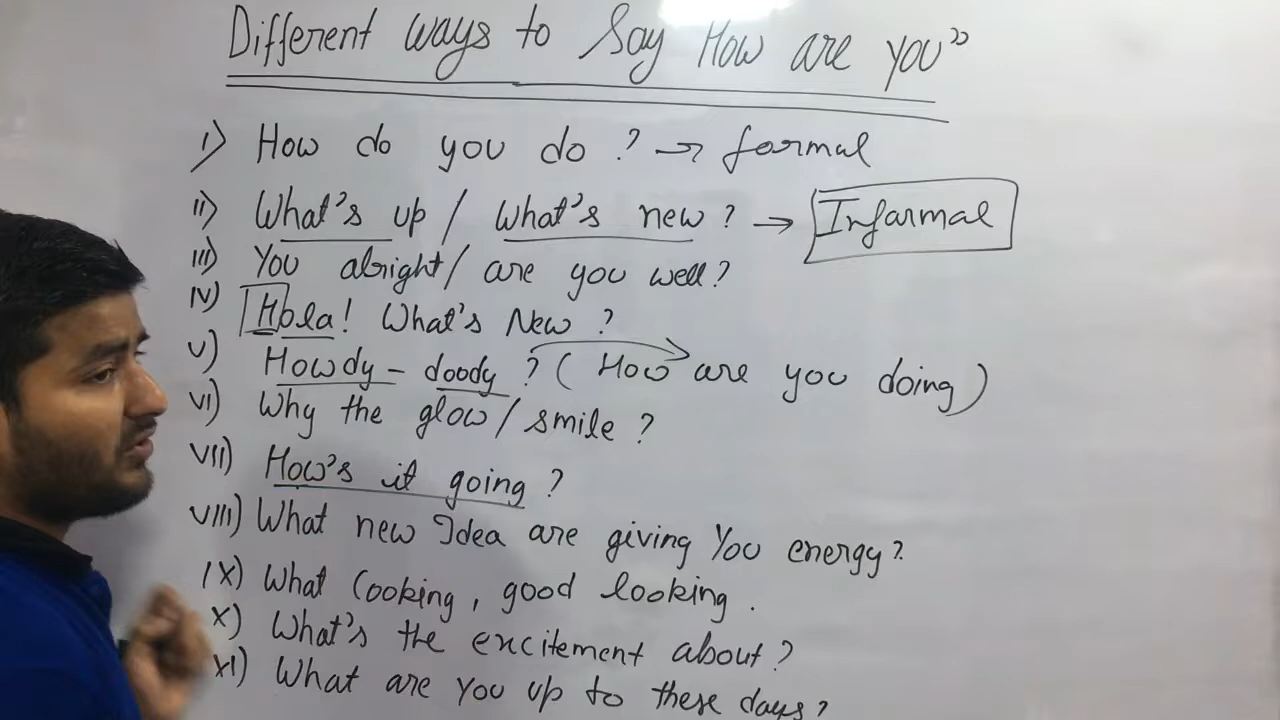 Different ways to Say How are you"
I) How do you do ? → formal
II) What's up / What's new ? → Infarmal
III) You alright / are you well ?
IV) Hola! What's New ?
V) Howdy - doody ? ( How are you doing )
VI) Why the glow / smile ?
VII) How's it going ?
VIII) What new Idea are giving You energy ?
IX) What Cooking , good looking .
X) What's the excitement about ?
XI) What are you up to these days ?